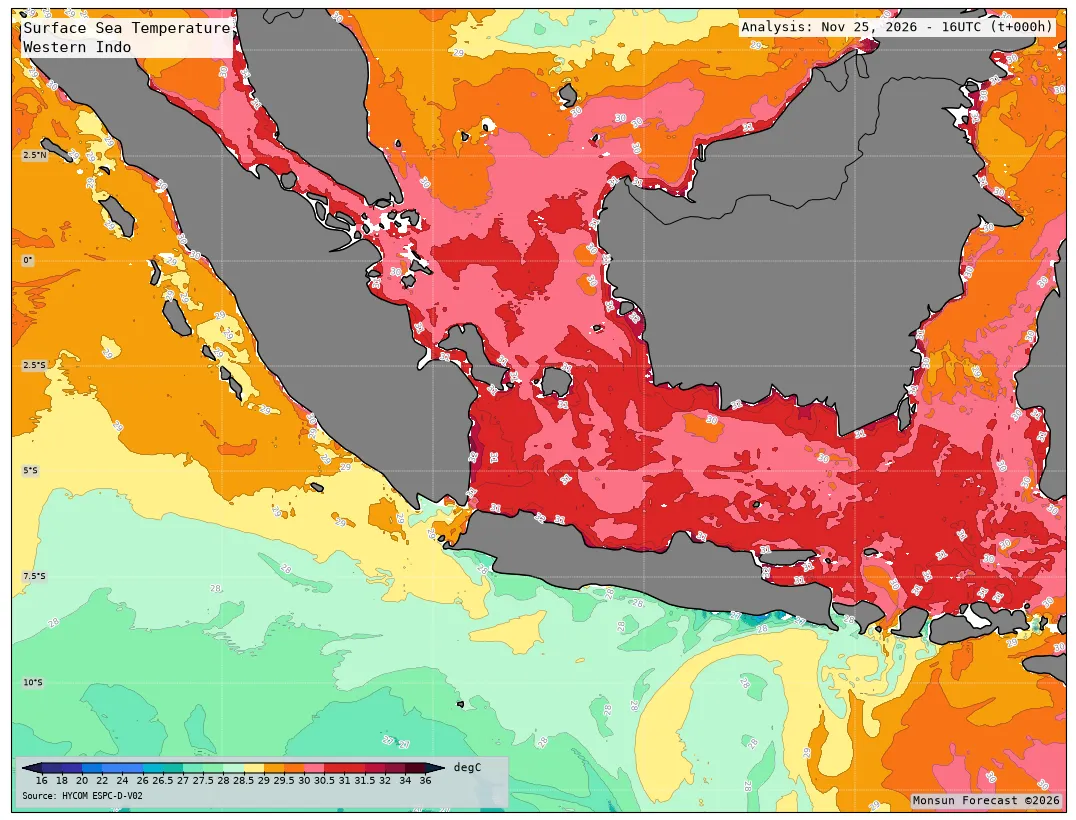 Surface Sea Temperature
Western Indo
Analysis: Nov 25, 2026 - 16UTC (t+000h)
2.5°N
0°
2.5°S
5°S
7.5°S
10°S
degC
16 18 20 22 24 26 26.5 27 27.5 28 28.5 29 29.5 30 30.5 31 31.5 32 34 36
Source: HYCOM ESPC-D-V02
Monsun Forecast ©2026